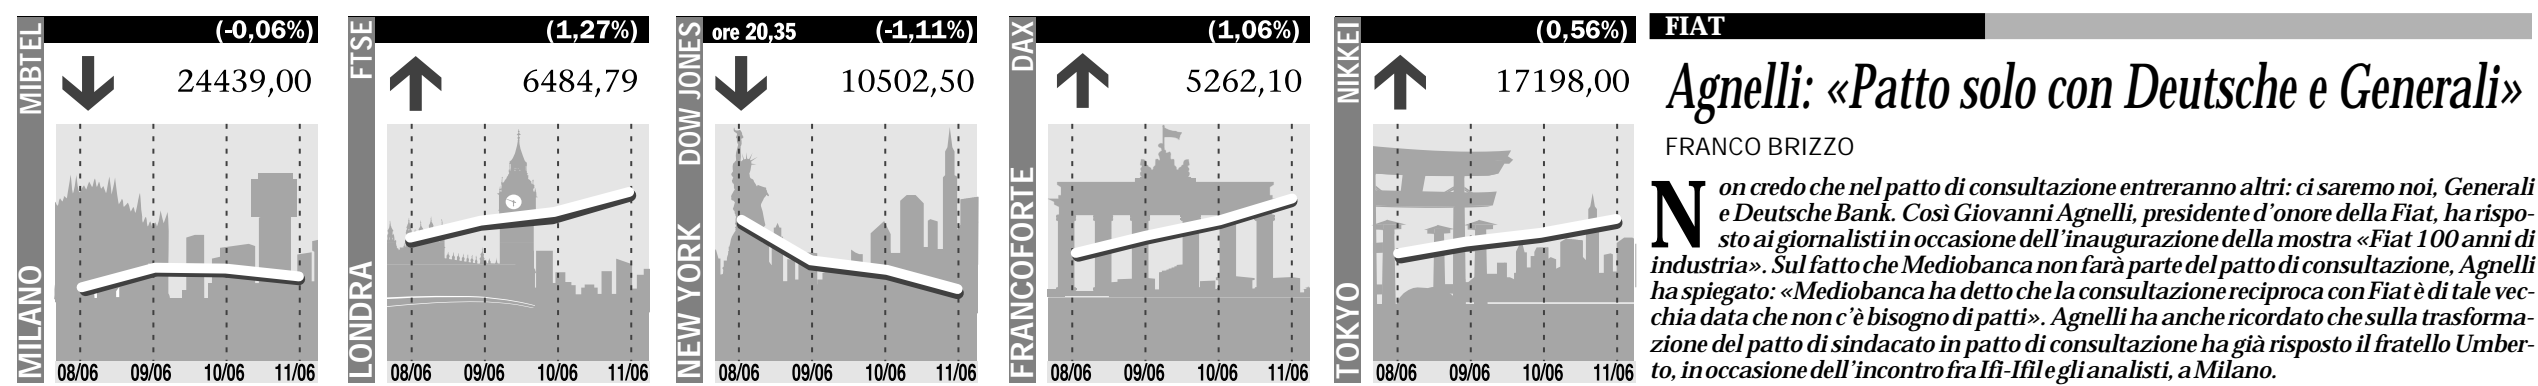 MIBTEL
MILANO
(-0,06%)
24439,00
08/06 09/06 10/06 11/06
FTSE
LONDRA
(1,27%)
6484,79
08/06 09/06 10/06 11/06
DOW JONES
NEW YORK
ore 20,35 (-1,11%)
10502,50
08/06 09/06 10/06 11/06
DAX
FRANCOFORTE
(1,06%)
5262,10
08/06 09/06 10/06 11/06
NIKKEI
TOKYO
(0,56%)
17198,00
08/06 09/06 10/06 11/06
FIAT
Agnelli: «Patto solo con Deutsche e Generali»
FRANCO BRIZZO
Non credo che nel patto di consultazione entreranno altri: ci saremo noi, Generali
e Deutsche Bank. Così Giovanni Agnelli, presidente d'onore della Fiat, ha rispo-
sto ai giornalisti in occasione dell'inaugurazione della mostra «Fiat 100 anni di
industria». Sul fatto che Mediobanca non farà parte del patto di consultazione, Agnelli
ha spiegato: «Mediobanca ha detto che la consultazione reciproca con Fiat è di tale vec-
chia data che non c'è bisogno di patti». Agnelli ha anche ricordato che sulla trasforma-
zione del patto di sindacato in patto di consultazione ha già risposto il fratello Umber-
to, in occasione dell'incontro fra Ifi-Ifil e gli analisti, a Milano.